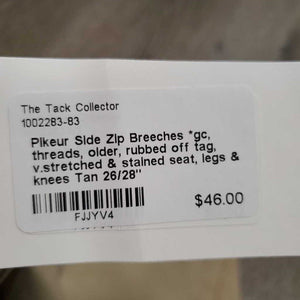 The Tack Collector
1002283-83
Pikeur Side Zip Breeches *gc,
threads, older, rubbed off tag,
v.stretched & stained seat, legs &
knees Tan 26/28"
$46.00
FJJYV4